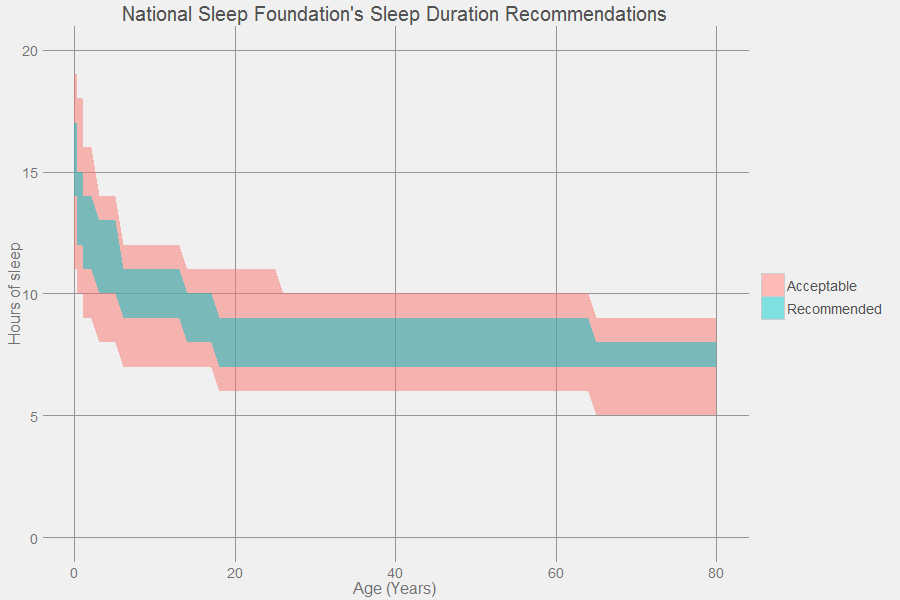 National Sleep Foundation's Sleep Duration Recommendations
20
15
10
5
0
Hours of sleep
0 20 40 60 80
Age (Years)
Acceptable
Recommended